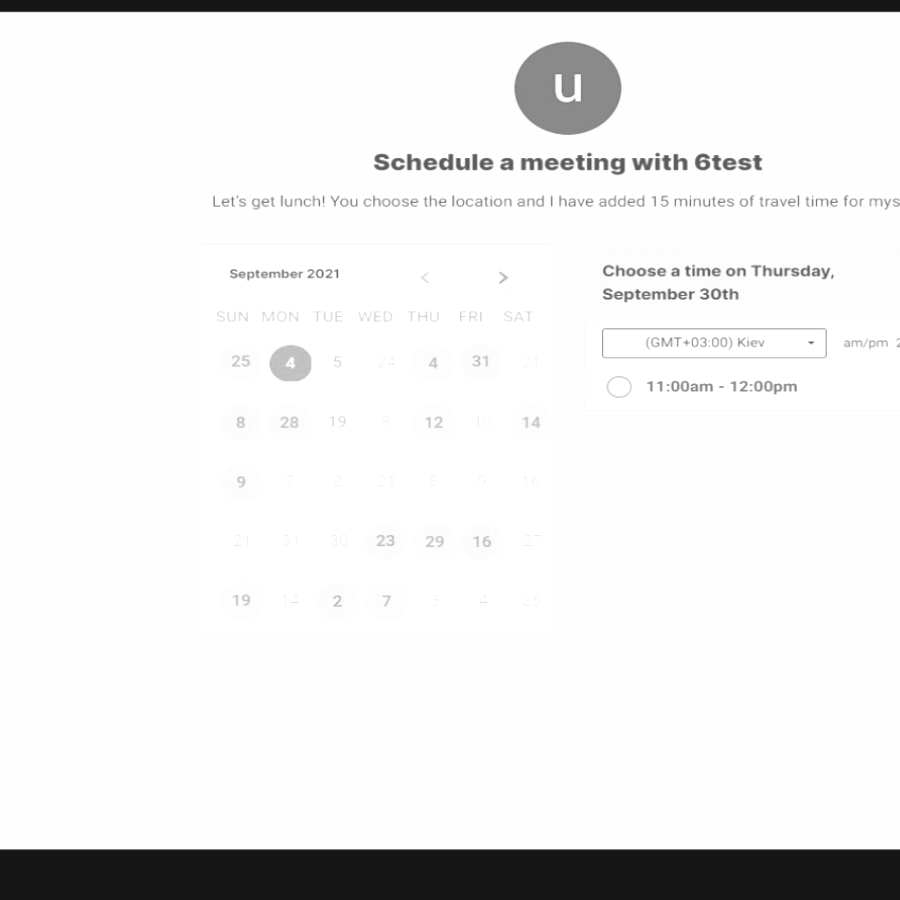 u
Schedule a meeting with 6test
Let's get lunch! You choose the location and I have added 15 minutes of travel time for mys
September 2021 < >
SUN MON TUE WED THU FRI SAT
25 4 5 24 4 31 21
8 28 19 8 12 10 14
9 7 2 21 8 9 16
21 31 30 23 29 16 27
19 14 2 7 3 4 25
Choose a time on Thursday,
September 30th
(GMT+03:00) Kiev am/pm 2
11:00am - 12:00pm